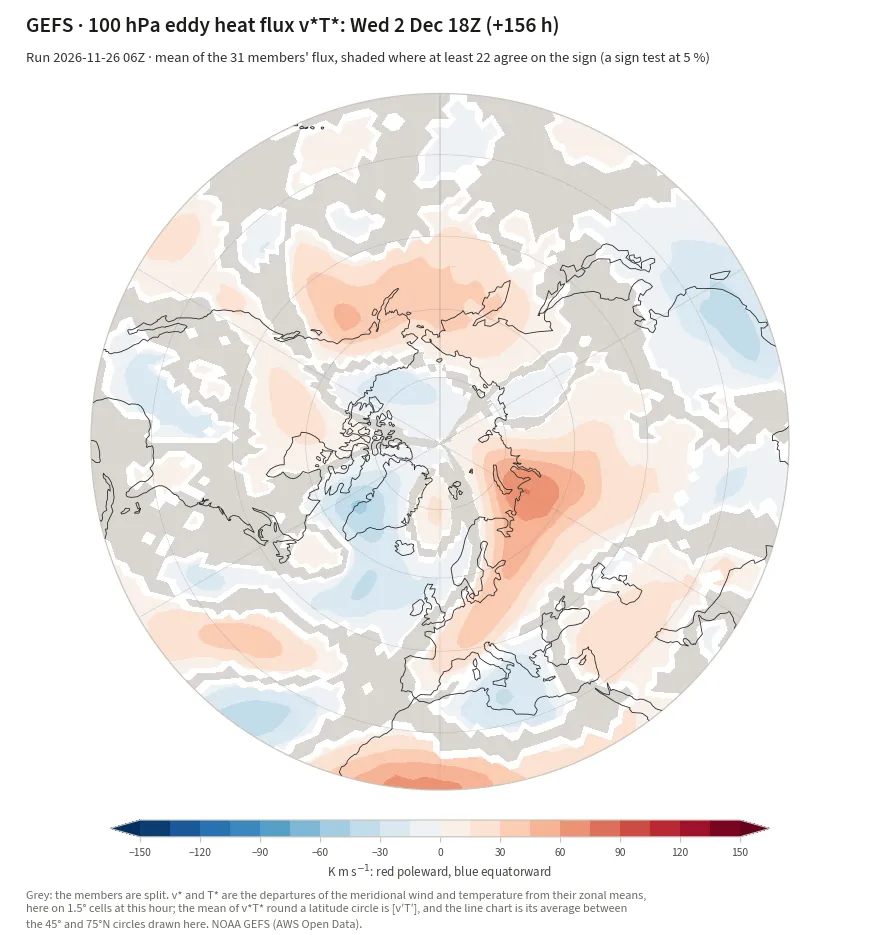 GEFS · 100 hPa eddy heat flux v*T*: Wed 2 Dec 18Z (+156 h)
Run 2026-11-26 06Z · mean of the 31 members' flux, shaded where at least 22 agree on the sign (a sign test at 5 %)
−150 −120 −90 −60 −30 0 30 60 90 120 150
K m s⁻¹: red poleward, blue equatorward
Grey: the members are split. v* and T* are the departures of the meridional wind and temperature from their zonal means,
here on 1.5° cells at this hour; the mean of v*T* round a latitude circle is [v'T'], and the line chart is its average between
the 45° and 75°N circles drawn here. NOAA GEFS (AWS Open Data).